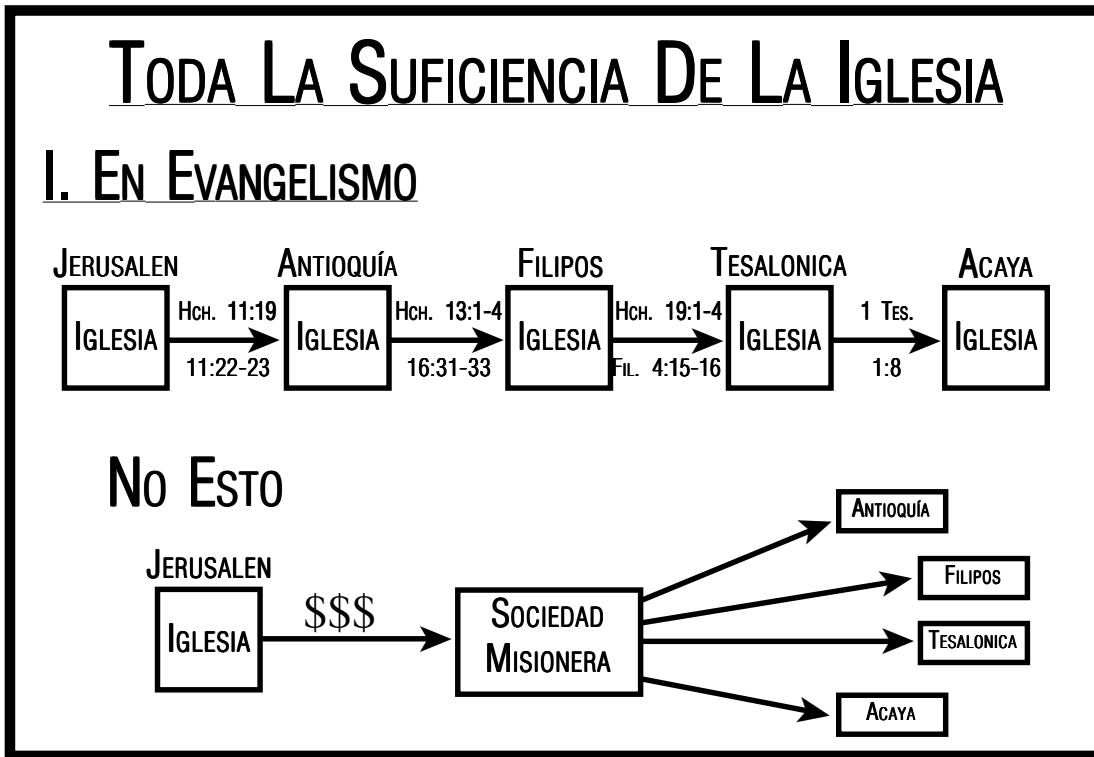 Toda La Suficiencia De La Iglesia
I. En Evangelismo
Jerusalen
Antioquía
Filipos
Tesalonica
Acaya
Iglesia
Hch. 11:19
11:22-23
Iglesia
Hch. 13:1-4
16:31-33
Iglesia
Hch. 19:1-4
Fil. 4:15-16
Iglesia
1 Tes.
1:8
Iglesia
No Esto
Jerusalen
Iglesia
$$$
Sociedad
Misionera
Antioquía
Filipos
Tesalonica
Acaya